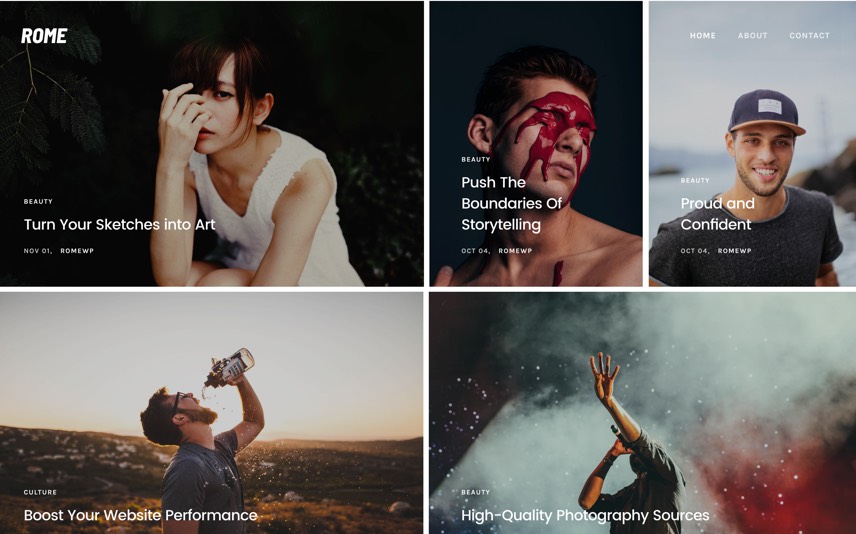 ROME
HOME ABOUT CONTACT
BEAUTY
Turn Your Sketches into Art
NOV 01, ROMEWP
BEAUTY
Push The
Boundaries Of
Storytelling
OCT 04, ROMEWP
BEAUTY
Proud and
Confident
OCT 04, ROMEWP
CULTURE
Boost Your Website Performance
BEAUTY
High-Quality Photography Sources